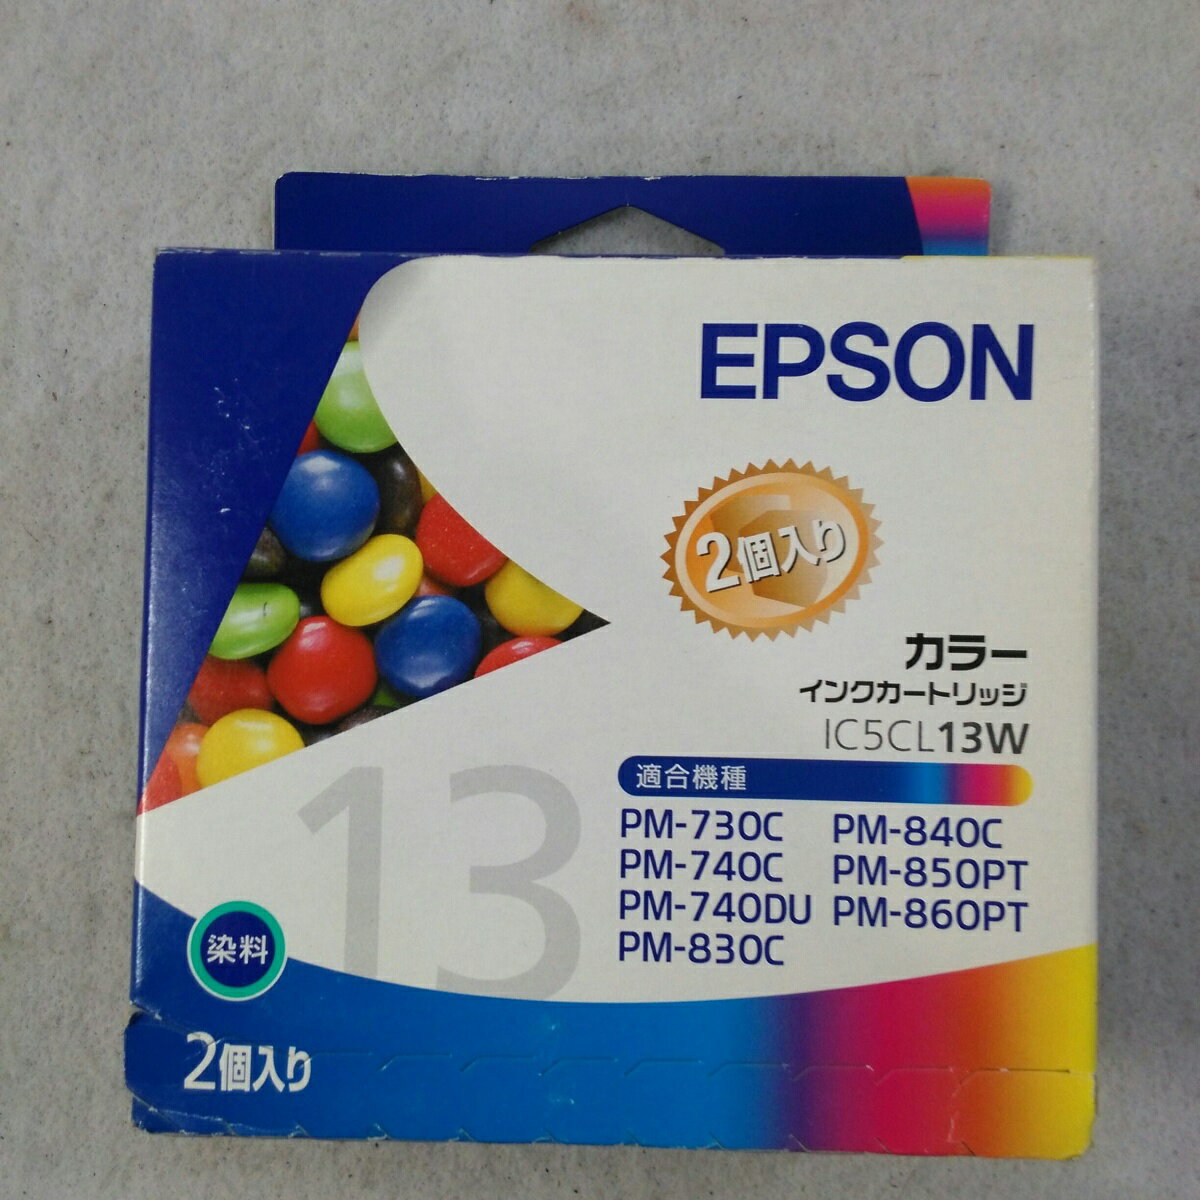 EPSON
2個入り
カラー
インクカートリッジ
IC5CL13W
適合機種
PM-730C PM-840C
PM-740C PM-850PT
PM-740DU PM-860PT
PM-830C
13
染料
2個入り